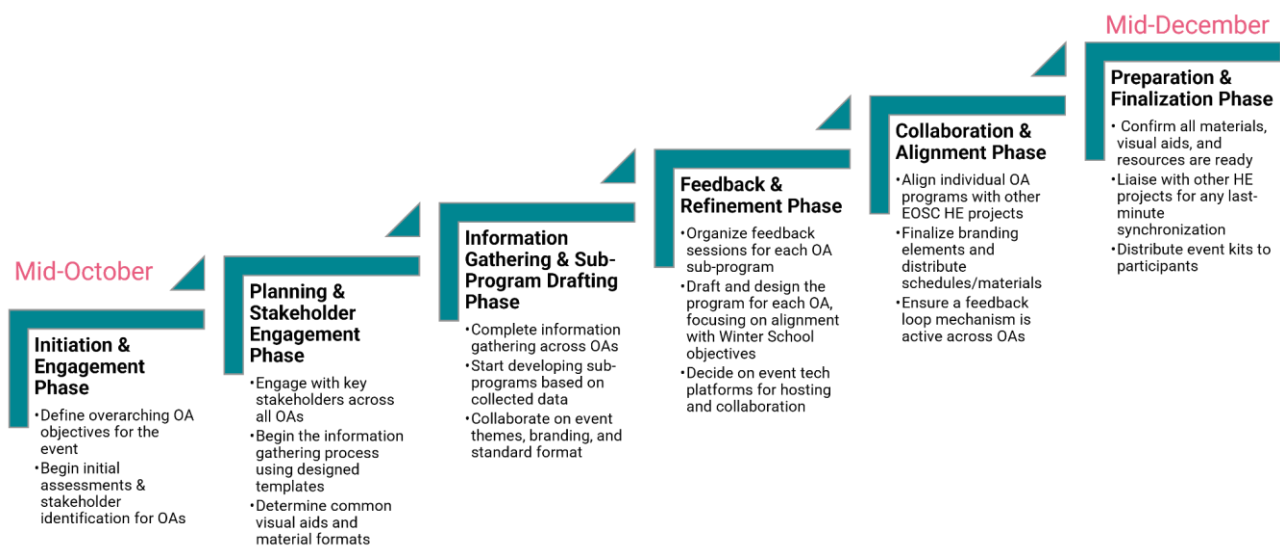 Mid-October
Initiation &
Engagement
Phase
•Define overarching OA
objectives for the
event
•Begin initial
assessments &
stakeholder
identification for OAs
Planning &
Stakeholder
Engagement
Phase
•Engage with key
stakeholders across
all OAs
•Begin the information
gathering process
using designed
templates
•Determine common
visual aids and
material formats
Information
Gathering & Sub-
Program Drafting
Phase
•Complete information
gathering across OAs
•Start developing sub-
programs based on
collected data
•Collaborate on event
themes, branding, and
standard format
Feedback &
Refinement Phase
•Organize feedback
sessions for each OA
sub-program
•Draft and design the
program for each OA,
focusing on alignment
with Winter School
objectives
•Decide on event tech
platforms for hosting
and collaboration
Collaboration &
Alignment Phase
•Align individual OA
programs with other
EOSC HE projects
•Finalize branding
elements and
distribute
schedules/materials
•Ensure a feedback
loop mechanism is
active across OAs
Mid-December
Preparation &
Finalization Phase
• Confirm all materials,
visual aids, and
resources are ready
•Liaise with other HE
projects for any last-
minute
synchronization
•Distribute event kits to
participants